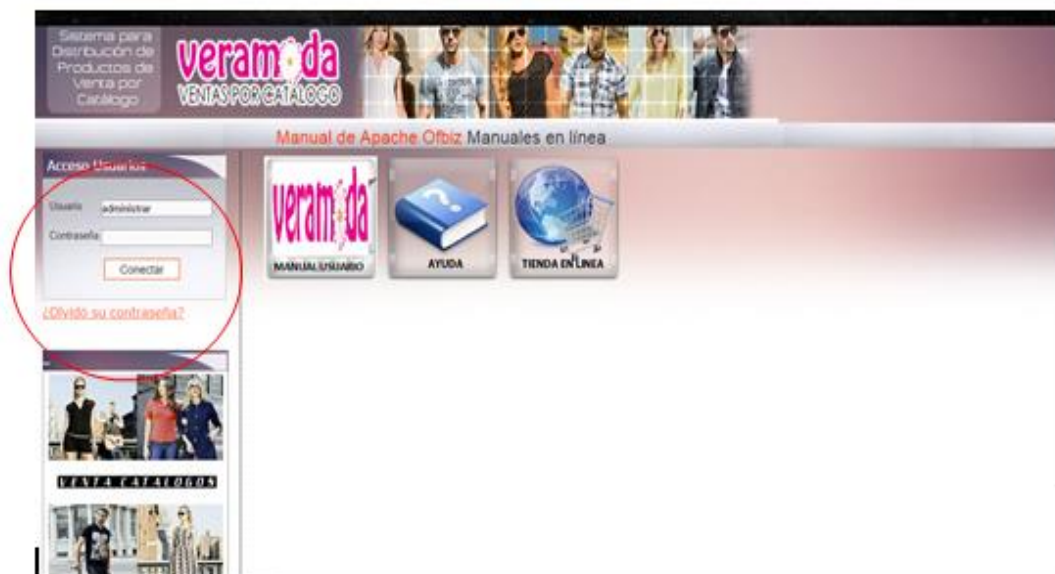 Sistema para
Distribución de
Productos de
Venta por
Catálogo
veramoda
VENTAS POR CATALOGO
Manual de Apache Ofbiz Manuales en línea
Acceso Usuarios
Usuario administrar
Contraseña
Conectar
¿Olvido su contraseña?
veramoda
MANUAL USUARIO
AYUDA
TIENDA EN LINEA
VENTA CATALOGOS